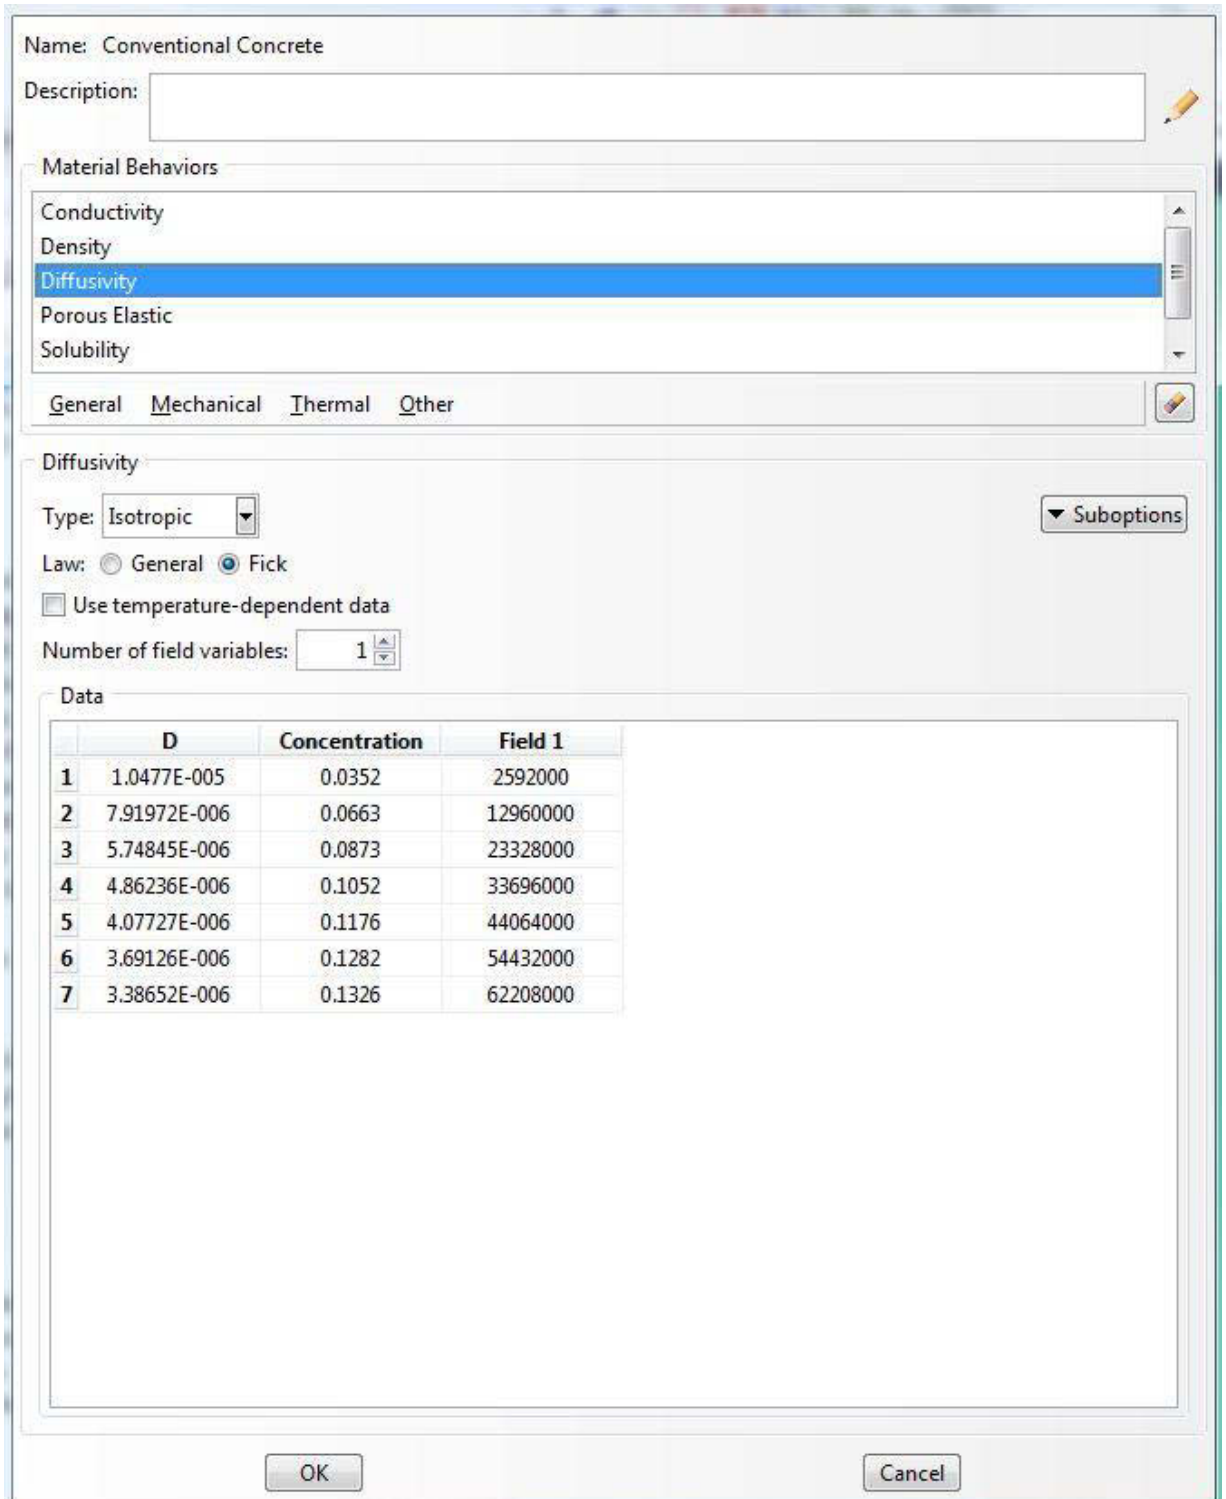 Name: Conventional Concrete
Description:
Material Behaviors
Conductivity
Density
Diffusivity
Porous Elastic
Solubility
General Mechanical Thermal Other
Diffusivity
Type: Isotropic Suboptions
Law: General Fick
Use temperature-dependent data
Number of field variables: 1
Data
D Concentration Field 1
1 1.0477E-005 0.0352 2592000
2 7.91972E-006 0.0663 12960000
3 5.74845E-006 0.0873 23328000
4 4.86236E-006 0.1052 33696000
5 4.07727E-006 0.1176 44064000
6 3.69126E-006 0.1282 54432000
7 3.38652E-006 0.1326 62208000
OK Cancel